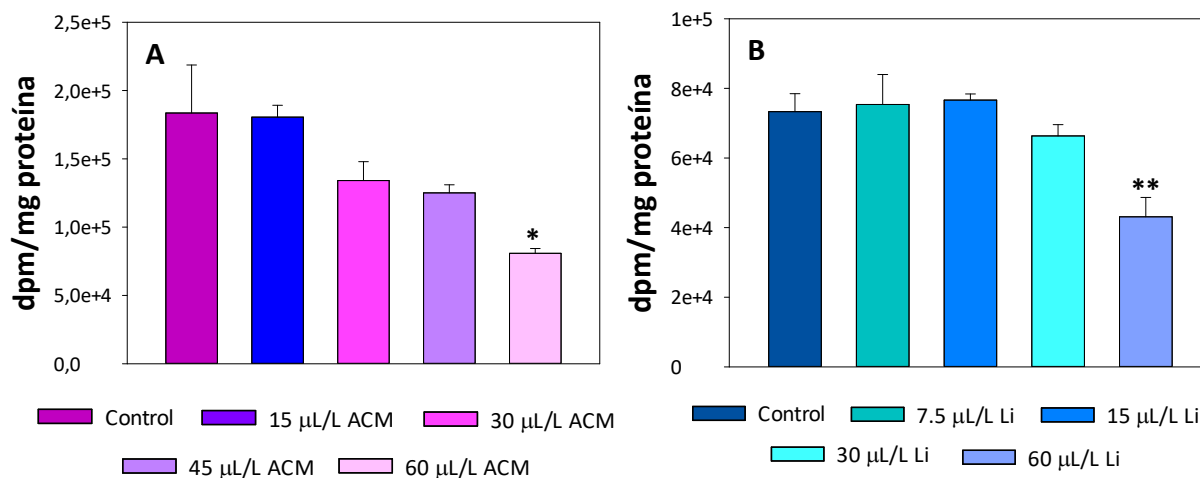 A
dpm/mg proteína
2,5e+5
2,0e+5
1,5e+5
1,0e+5
5,0e+4
0,0
*
Control 15 μL/L ACM 30 μL/L ACM
45 μL/L ACM 60 μL/L ACM
B
dpm/mg proteína
1e+5
8e+4
6e+4
4e+4
2e+4
0
**
Control 7.5 μL/L Li 15 μL/L Li
30 μL/L Li 60 μL/L Li